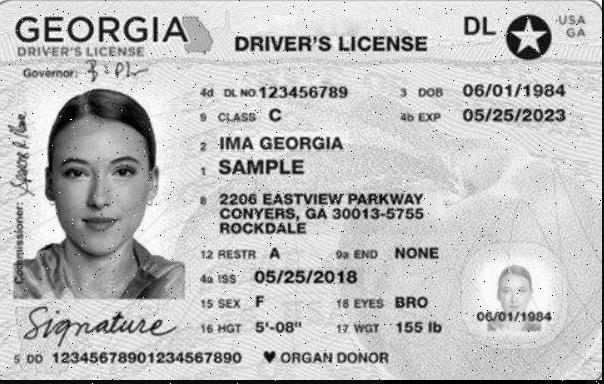 GEORGIA
DRIVER'S LICENSE
DRIVER'S LICENSE
DL
USA
GA
Governor:
Commissioner:
4d DL NO. 123456789 3 DOB 06/01/1984
9 CLASS C 4b EXP 05/25/2023
2 IMA GEORGIA
1 SAMPLE
8 2206 EASTVIEW PARKWAY
CONYERS, GA 30013-5755
ROCKDALE
12 RESTR A 9a END NONE
4a ISS 05/25/2018
15 SEX F 18 EYES BRO
16 HGT 5'-08" 17 WGT 155 lb
06/01/1984
Signature
5 DD 12345678901234567890 ♥ ORGAN DONOR